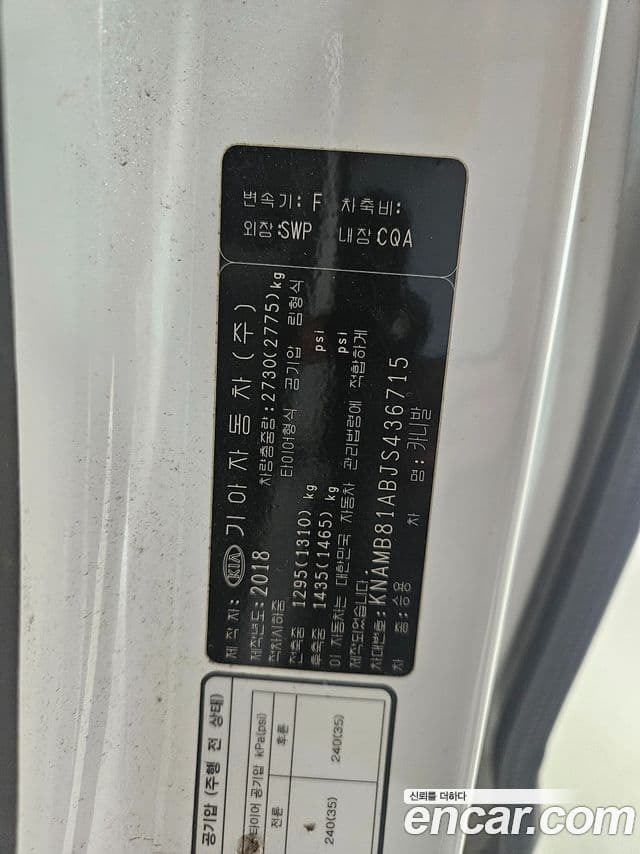 변속기: F 차축비:
외장:SWP 내장:CQA
제 작 자: KIA 기 아 자 동 차 ( 주 )
제작년도:2018 차량총중량:2730(2775)kg
적차시하중 타이어형식 공기압 림형식
전축중 1295(1310) kg psi
후축중 1435(1465) kg psi
이 자동차는 대한민국 자동차 관리법령에 적합하게
제작되었습니다.
차대번호:KNAMB81ABJS436715
차 종:승용 차 명:카니발
공기압 (주행 전 상태)
타이어 공기압 kPa(psi)
전륜 후륜
240(35) 240(35)
신뢰를 더하다
encar.com